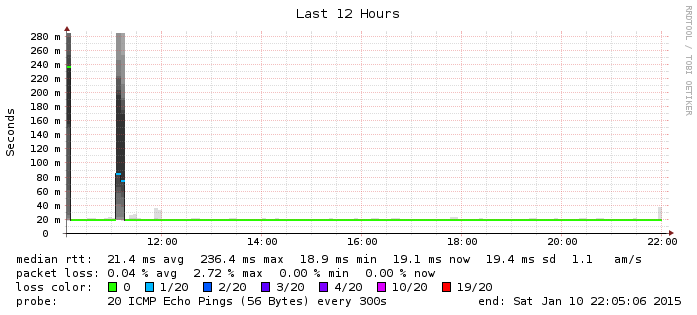 Last 12 Hours
RRDTOOL / TOBI OETIKER
Seconds
280 m
260 m
240 m
220 m
200 m
180 m
160 m
140 m
120 m
100 m
80 m
60 m
40 m
20 m
0
12:00 14:00 16:00 18:00 20:00 22:00
median rtt: 21.4 ms avg 236.4 ms max 18.9 ms min 19.1 ms now 19.4 ms sd 1.1 am/s
packet loss: 0.04 % avg 2.72 % max 0.00 % min 0.00 % now
loss color: 0 1/20 2/20 3/20 4/20 10/20 19/20
probe: 20 ICMP Echo Pings (56 Bytes) every 300s end: Sat Jan 10 22:05:06 2015